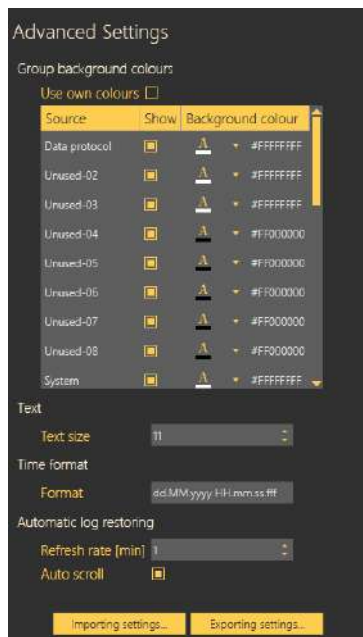 Advanced Settings
Group background colours
Use own colours
Source Show Background colour
Data protocol A #FFFFFFFF
Unused-02 A #FFFFFFFF
Unused-03 A #FFFFFFFF
Unused-04 A #FF000000
Unused-05 A #FF000000
Unused-06 A #FF000000
Unused-07 A #FF000000
Unused-08 A #FF000000
System A #FFFFFFFF
Text
Text size 11
Time format
Format dd.MM.yyyy HH.mm.ss.fff
Automatic log restoring
Refresh rate [min] 1
Auto scroll
Importing settings... Exporting settings...